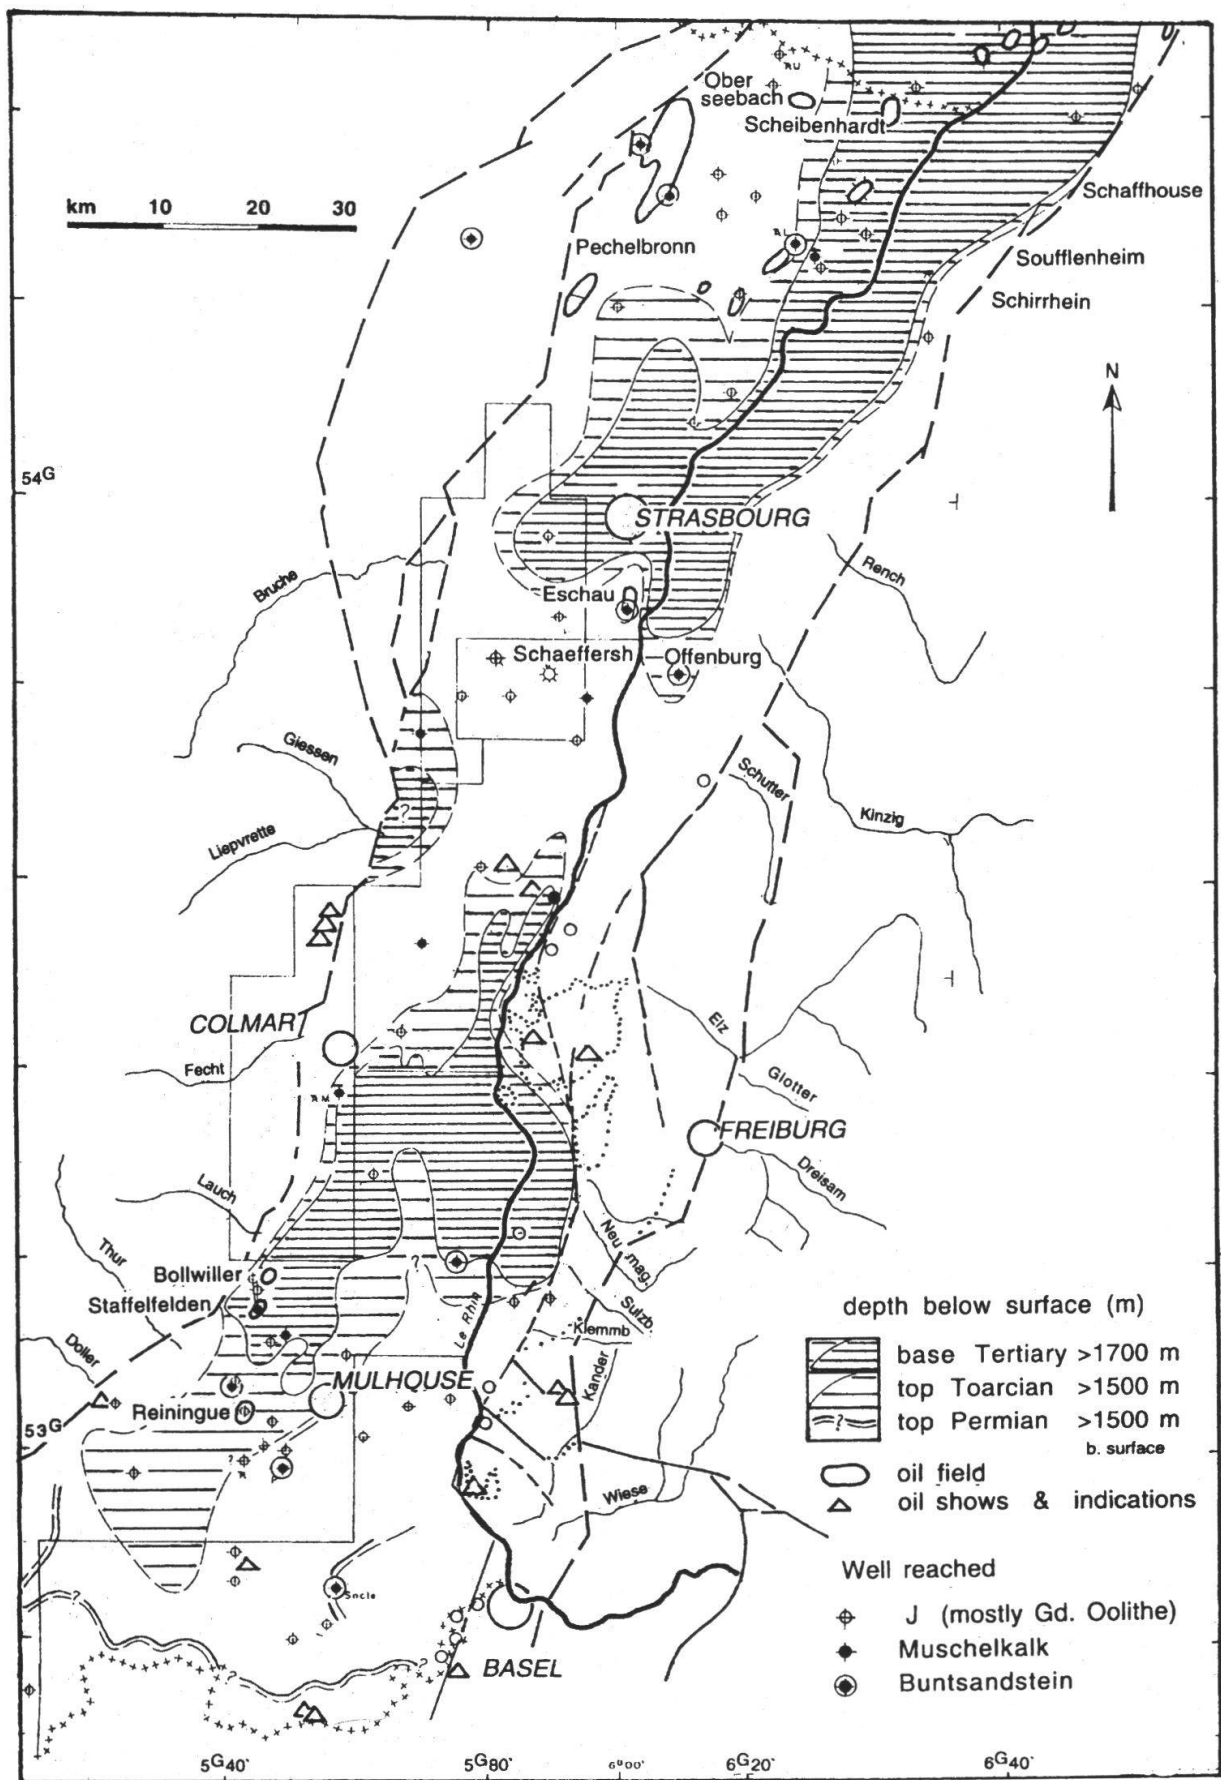 Ober
seebach
Scheibenhardt
km 10 20 30
Schaffhouse
Pechelbronn
Soufflenheim
Schirrhein
N
54G
STRASBOURG
Bruche
Rench
Eschau
Schaeffersh
Offenburg
Giessen
Schutter
Kinzig
Liepvrette
COLMAR
Fecht
Elz
Glotter
FREIBURG
Dreisam
Lauch
Neumag.
Thur
Bollwiller
Staffelfelden
Sulzb
Le Rhin
Klemmb
Doller
Kander
MULHOUSE
Reiningue
53G
Wiese
BASEL
depth below surface (m)
base Tertiary >1700 m
top Toarcian >1500 m
top Permian >1500 m
b. surface
oil field
oil shows & indications
Well reached
J (mostly Gd. Oolithe)
Muschelkalk
Buntsandstein
5G40' 5G80' 6G00' 6G20' 6G40'